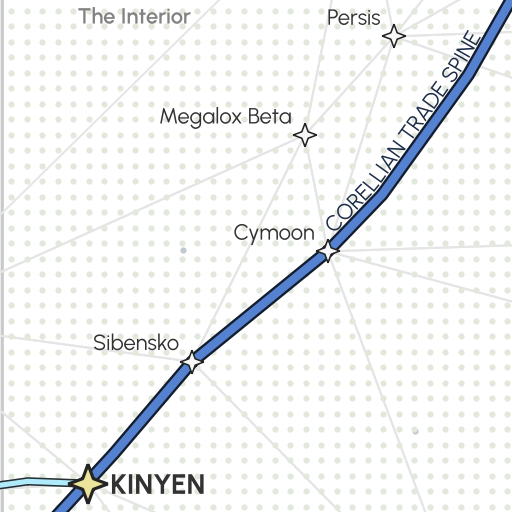 The Interior
Persis
Megalox Beta
CORELLIAN TRADE SPINE
Cymoon
Sibensko
KINYEN